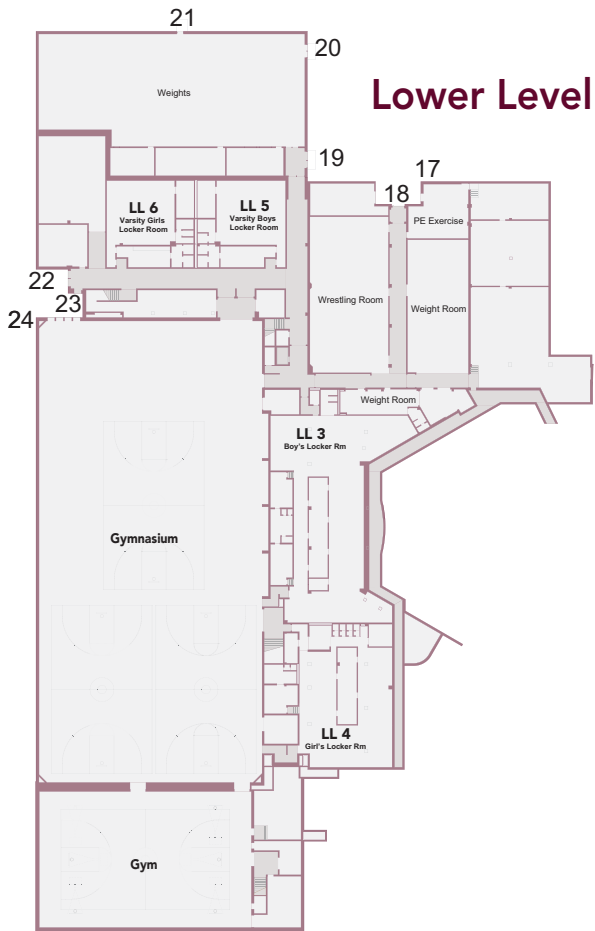 21
20
Lower Level
Weights
19
17
18
LL 6
Varsity Girls
Locker Room
LL 5
Varsity Boys
Locker Room
PE Exercise
22
Wrestling Room
Weight Room
23
24
Weight Room
LL 3
Boy's Locker Rm
Gymnasium
LL 4
Girl's Locker Rm
Gym